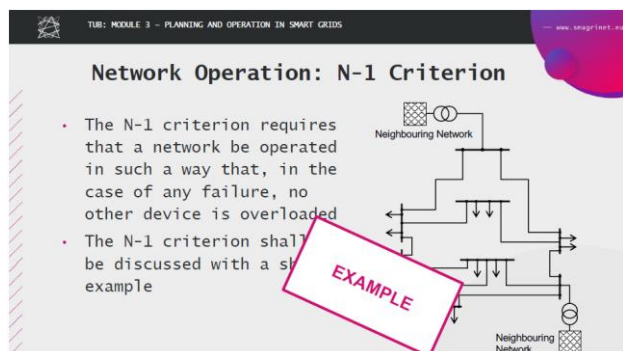 TUB: MODULE 3 – PLANNING AND OPERATION IN SMART GRIDS
www.smagrinet.eu
Network Operation: N-1 Criterion
• The N-1 criterion requires
that a network be operated
in such a way that, in the
case of any failure, no
other device is overloaded
• The N-1 criterion shall
be discussed with a
example
Neighbouring Network
EXAMPLE
Neighbouring
Network